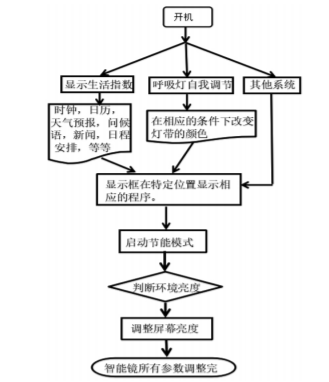 开机
显示生活指数
呼吸灯自我调节
其他系统
时钟，日历，
天气预报，问候
语，新闻，日程
安排，等等
在相应的条件下改变
灯带的颜色
显示框在特定位置显示相
应的程序。
启动节能模式
判断环境亮度
调整屏幕亮度
智能镜所有参数调整完